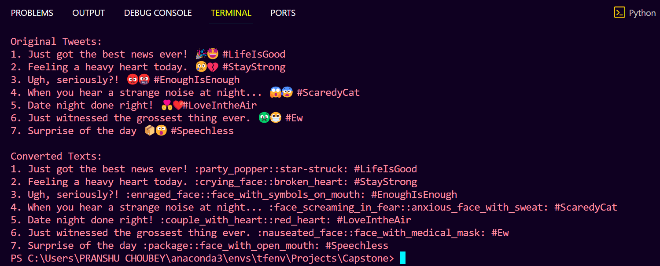 PROBLEMS OUTPUT DEBUG CONSOLE TERMINAL PORTS Python
Original Tweets:
1. Just got the best news ever! 🎉🤩 #LifeIsGood
2. Feeling a heavy heart today. 😢💔 #StayStrong
3. Ugh, seriously?! 😡🤬 #EnoughIsEnough
4. When you hear a strange noise at night... 😱😰 #ScaredyCat
5. Date night done right! 💑❤️#LoveIntheAir
6. Just witnessed the grossest thing ever. 🤢😷 #Ew
7. Surprise of the day 📦😮 #Speechless
Converted Texts:
1. Just got the best news ever! :party_popper::star-struck: #LifeIsGood
2. Feeling a heavy heart today. :crying_face::broken_heart: #StayStrong
3. Ugh, seriously?! :enraged_face::face_with_symbols_on_mouth: #EnoughIsEnough
4. When you hear a strange noise at night... :face_screaming_in_fear::anxious_face_with_sweat: #ScaredyCat
5. Date night done right! :couple_with_heart::red_heart: #LoveIntheAir
6. Just witnessed the grossest thing ever. :nauseated_face::face_with_medical_mask: #Ew
7. Surprise of the day :package::face_with_open_mouth: #Speechless
PS C:\Users\PRANSHU CHOUBEY\anaconda3\envs\tfenv\Projects\Capstone>